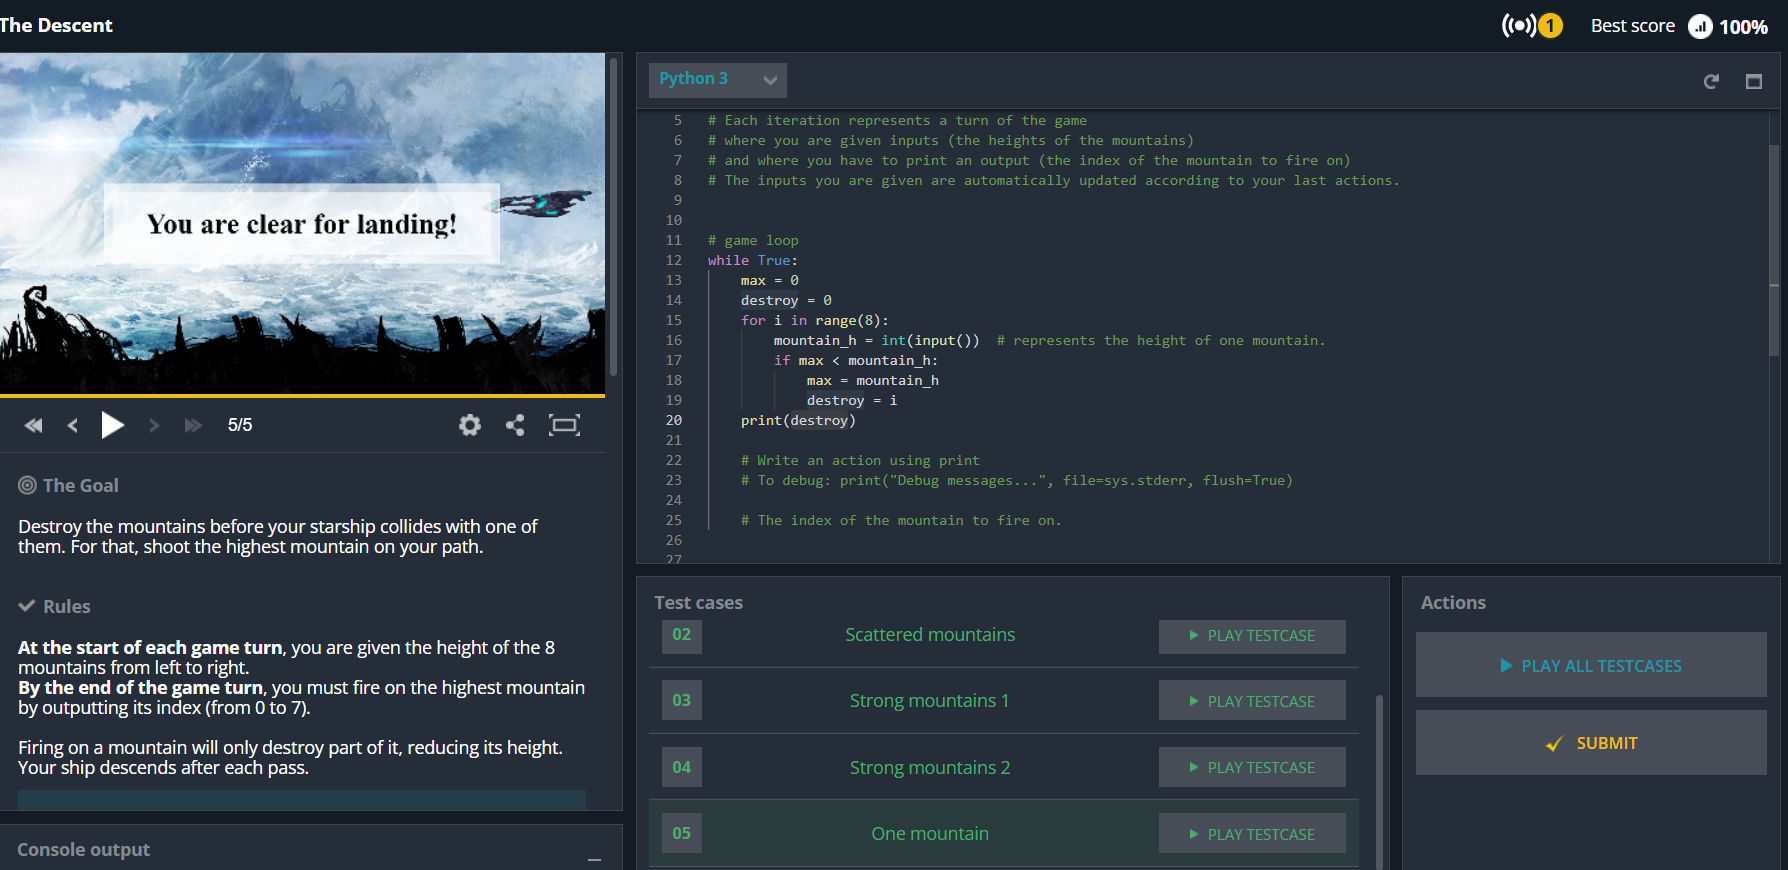 The Descent
1
Best score
100%
You are clear for landing!
5/5
The Goal
Destroy the mountains before your starship collides with one of
them. For that, shoot the highest mountain on your path.
Rules
At the start of each game turn, you are given the height of the 8
mountains from left to right.
By the end of the game turn, you must fire on the highest mountain
by outputting its index (from 0 to 7).
Firing on a mountain will only destroy part of it, reducing its height.
Your ship descends after each pass.
Console output
Python 3
5 # Each iteration represents a turn of the game
6 # where you are given inputs (the heights of the mountains)
7 # and where you have to print an output (the index of the mountain to fire on)
8 # The inputs you are given are automatically updated according to your last actions.
9
10
11 # game loop
12 while True:
13     max = 0
14     destroy = 0
15     for i in range(8):
16         mountain_h = int(input())  # represents the height of one mountain.
17         if max < mountain_h:
18             max = mountain_h
19             destroy = i
20     print(destroy)
21
22     # Write an action using print
23     # To debug: print("Debug messages...", file=sys.stderr, flush=True)
24
25     # The index of the mountain to fire on.
26
27
Test cases
02 Scattered mountains PLAY TESTCASE
03 Strong mountains 1 PLAY TESTCASE
04 Strong mountains 2 PLAY TESTCASE
05 One mountain PLAY TESTCASE
Actions
PLAY ALL TESTCASES
SUBMIT